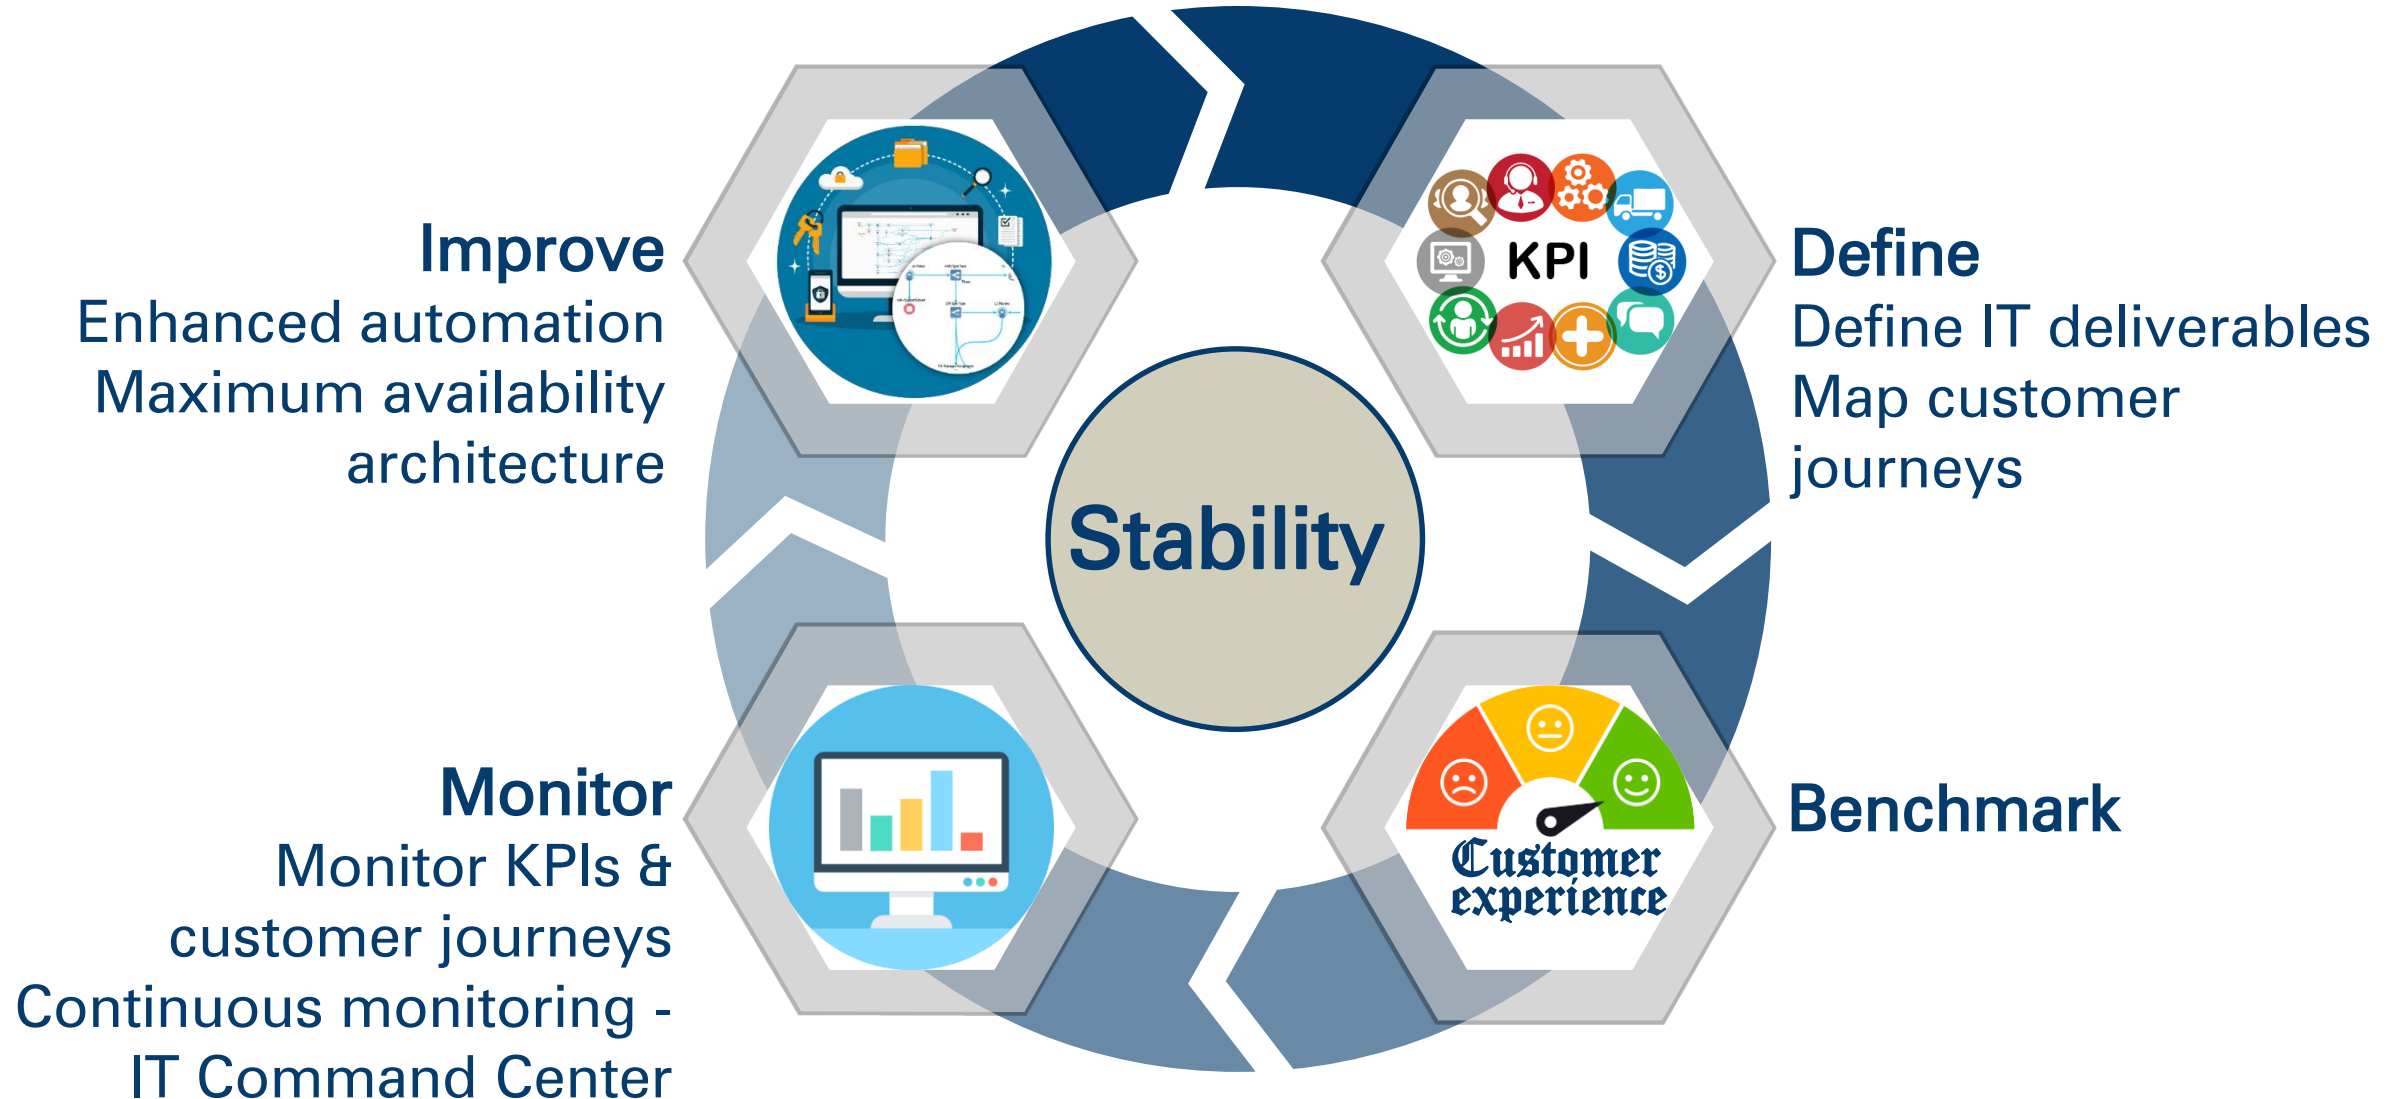 Improve
Enhanced automation
Maximum availability
architecture
KPI
Define
Define IT deliverables
Map customer
journeys
Stability
Monitor
Monitor KPIs &
customer journeys
Continuous monitoring -
IT Command Center
Customer
experience
Benchmark